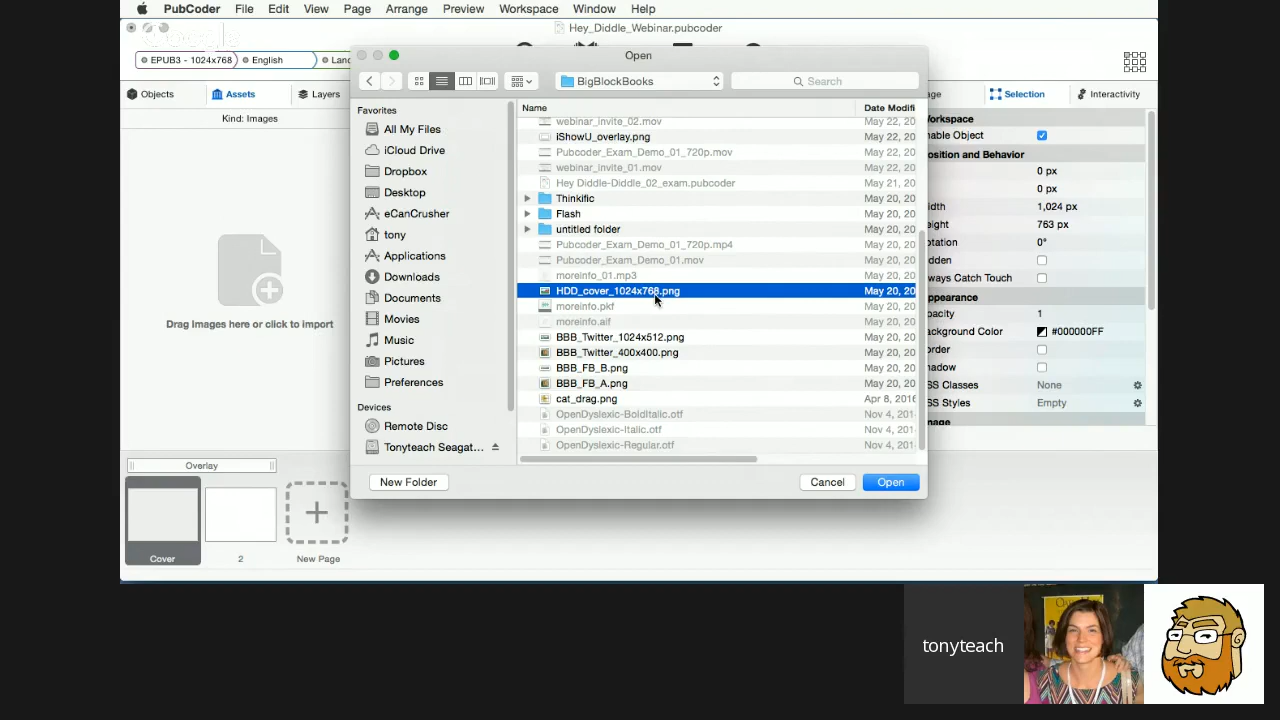 PubCoder File Edit View Page Arrange Preview Workspace Window Help
Hey_Diddle_Webinar.pubcoder
Open
EPUB3 - 1024x768 English Lanc
BigBlockBooks Search
Objects Assets Layers age Selection Interactivity
Kind: Images
Drag Images here or click to import
Favorites
All My Files
iCloud Drive
Dropbox
Desktop
eCanCrusher
tony
Applications
Downloads
Documents
Movies
Music
Pictures
Preferences
Devices
Remote Disc
Tonyteach Seagat...
Name Date Modifi
webinar_invite_02.mov May 22, 20
iShowU_overlay.png May 22, 20
Pubcoder_Exam_Demo_01_720p.mov May 22, 20
webinar_invite_01.mov May 22, 20
Hey Diddle-Diddle_02_exam.pubcoder May 21, 20
Thinkific May 20, 20
Flash May 20, 20
untitled folder May 20, 20
Pubcoder_Exam_Demo_01_720p.mp4 May 20, 20
Pubcoder_Exam_Demo_01.mov May 20, 20
moreInfo_01.mp3 May 20, 20
HDD_cover_1024x768.png May 20, 20
moreinfo.pkf May 20, 20
moreinfo.aif May 20, 20
BBB_Twitter_1024x512.png May 20, 20
BBB_Twitter_400x400.png May 20, 20
BBB_FB_B.png May 20, 20
BBB_FB_A.png May 20, 20
cat_drag.png Apr 8, 2016
OpenDyslexic-BoldItalic.otf Nov 4, 201
OpenDyslexic-Italic.otf Nov 4, 201
OpenDyslexic-Regular.otf Nov 4, 201
New Folder Cancel Open
Workspace
nable Object
osition and Behavior
0 px
0 px
idth 1,024 px
eight 763 px
otation 0°
idden
lways Catch Touch
ppearance
pacity 1
ackground Color #000000FF
order
hadow
SS Classes None
SS Styles Empty
mage
Overlay
Cover 2 New Page
tonyteach